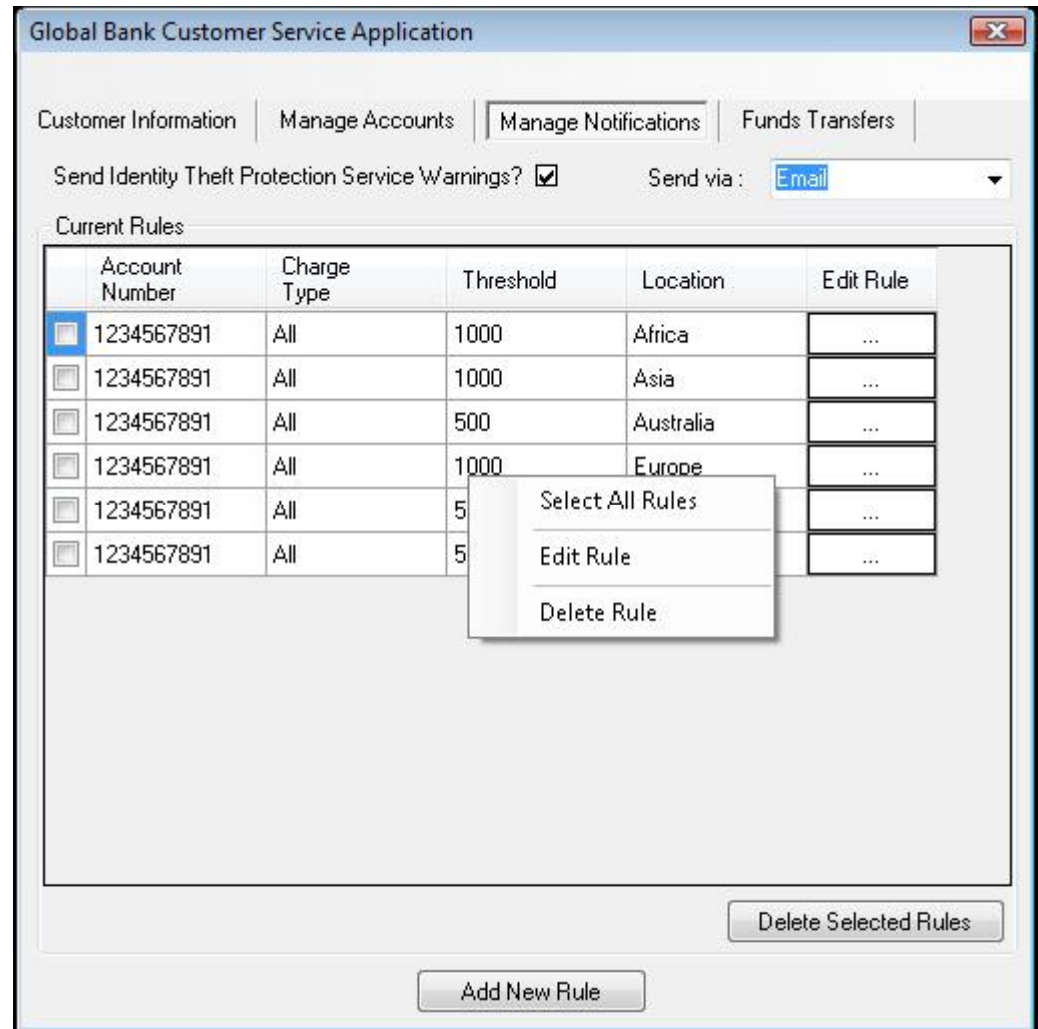 Global Bank Customer Service Application
Customer Information Manage Accounts Manage Notifications Funds Transfers
Send Identity Theft Protection Service Warnings? Send via : Email
Current Rules
Account Number Charge Type Threshold Location Edit Rule
1234567891 All 1000 Africa ...
1234567891 All 1000 Asia ...
1234567891 All 500 Australia ...
1234567891 All 1000 Europe ...
1234567891 All 5 ...
1234567891 All 5 ...
Select All Rules
Edit Rule
Delete Rule
Delete Selected Rules
Add New Rule